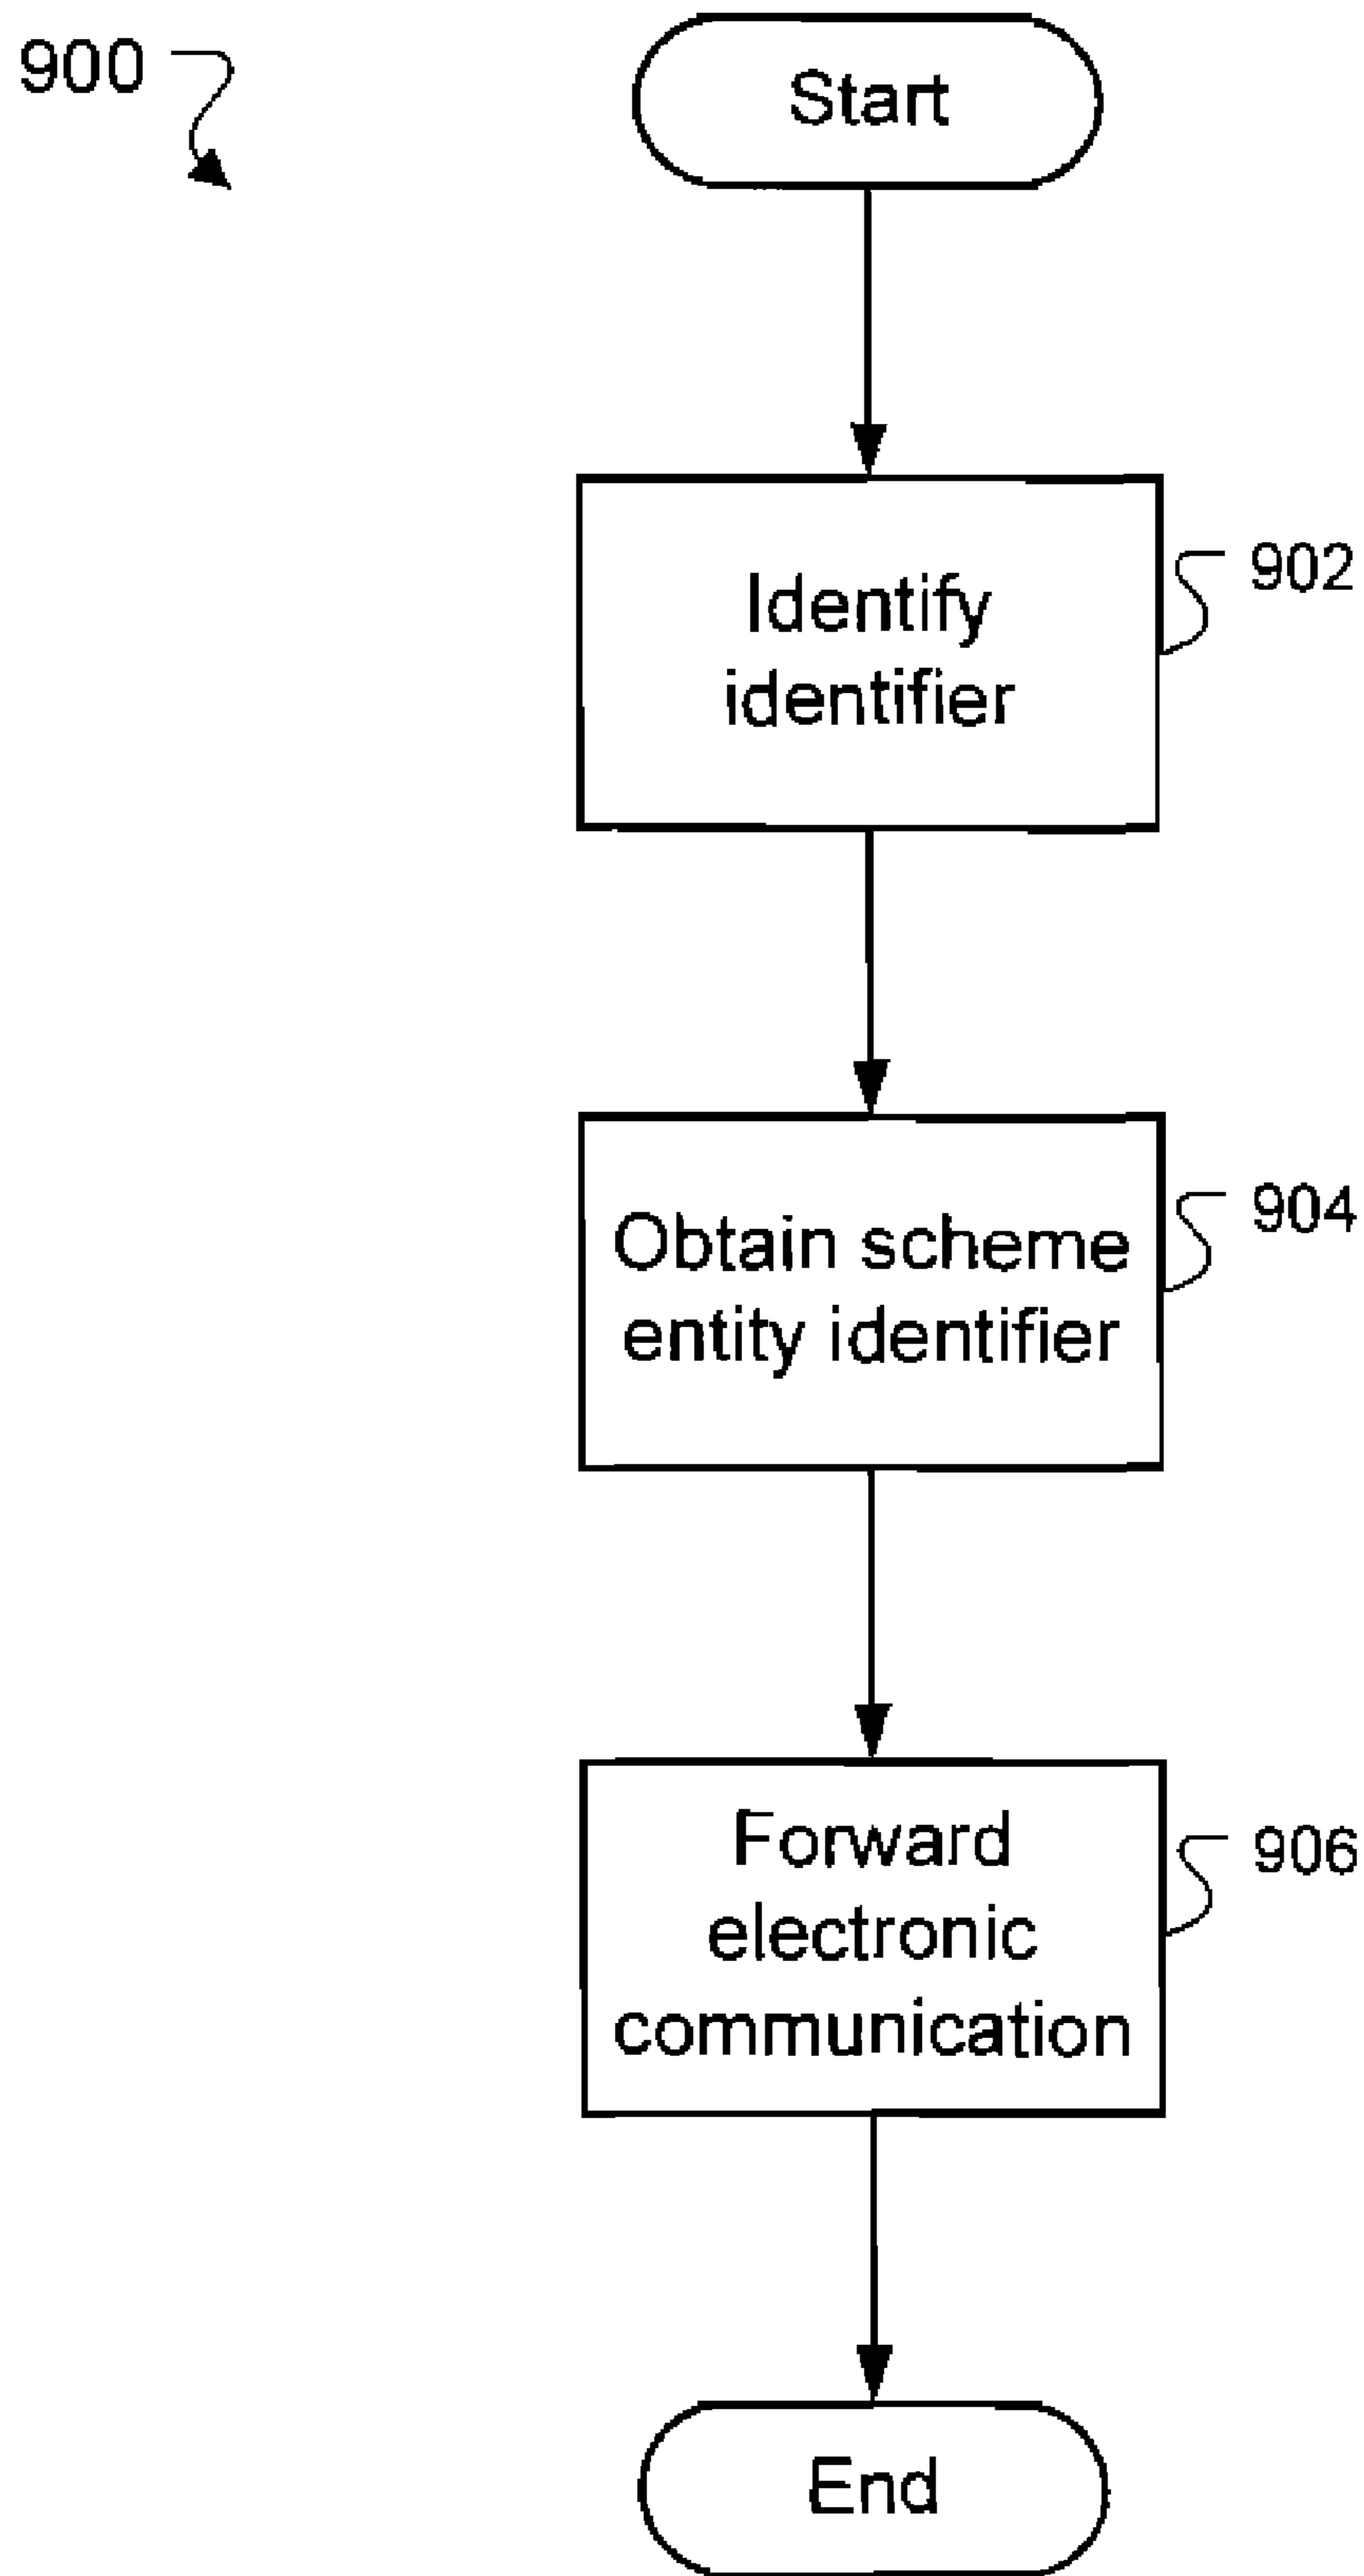 900
Start
Identify
identifier
902
Obtain scheme
entity identifier
904
Forward
electronic
communication
906
End